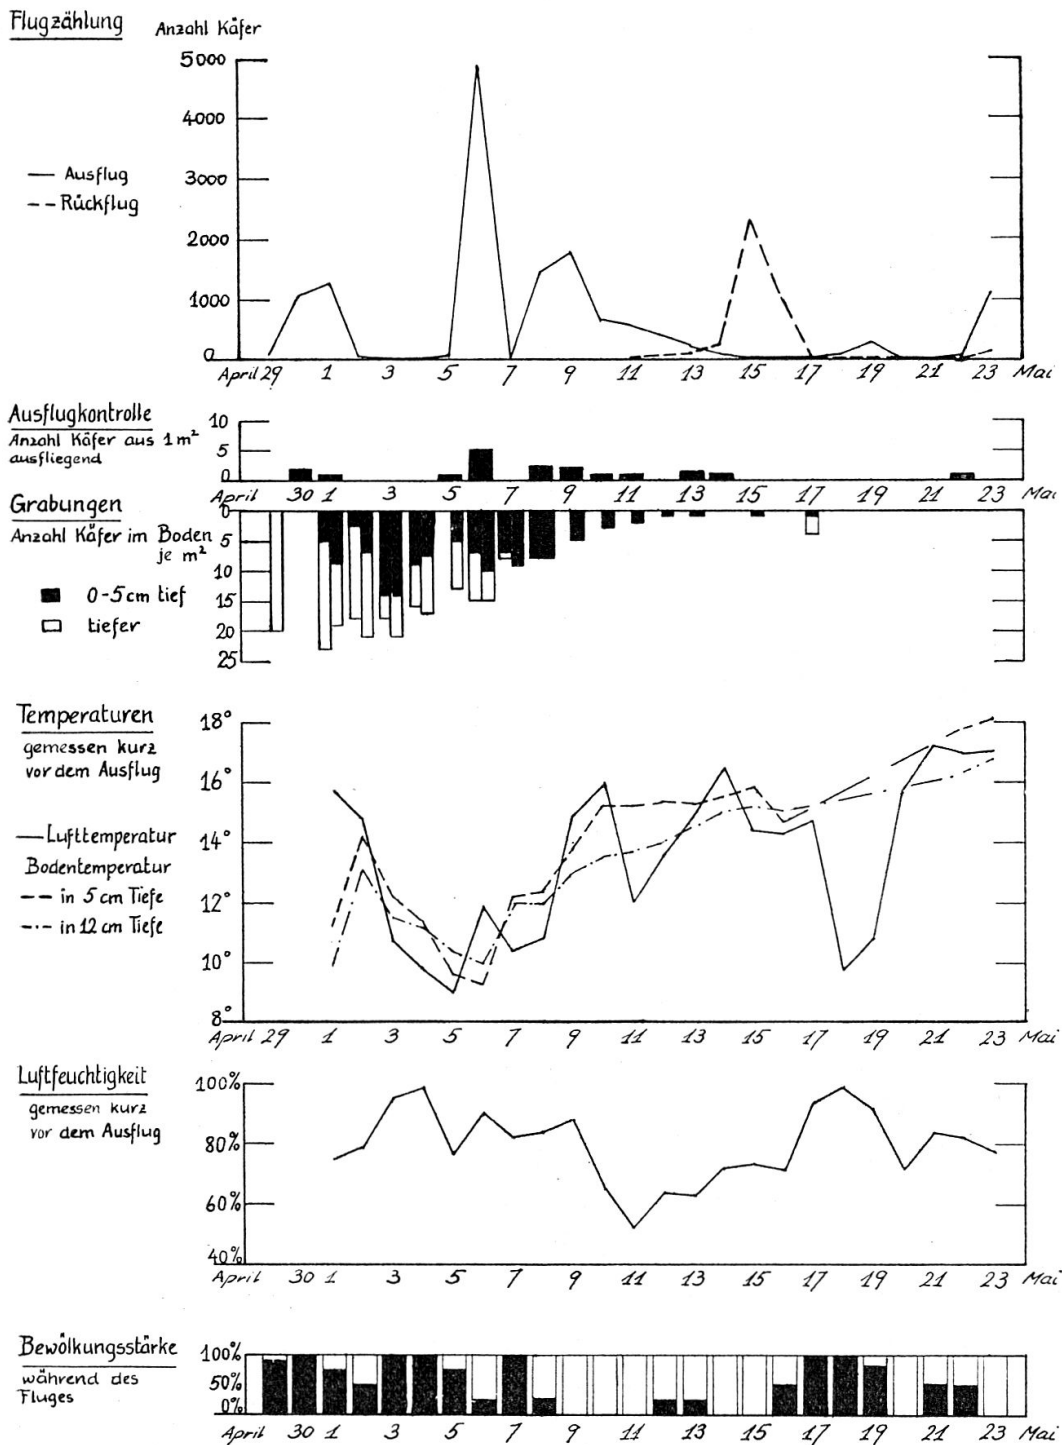 Flugzählung Anzahl Käfer
5000
4000
3000
2000
1000
0
— Ausflug
-- Rückflug
April 29 1 3 5 7 9 11 13 15 17 19 21 23 Mai
Ausflugkontrolle
Anzahl Käfer aus 1 m²
ausfliegend
10
5
0
April 30 1 3 5 7 9 11 13 15 17 19 21 23 Mai
Grabungen
Anzahl Käfer im Boden
je m²
0
5
10
15
20
25
0-5cm tief
tiefer
Temperaturen
gemessen kurz
vor dem Ausflug
18°
16°
14°
12°
10°
8°
— Lufttemperatur
Bodentemperatur
-- in 5 cm Tiefe
-·- in 12 cm Tiefe
April 29 1 3 5 7 9 11 13 15 17 19 21 23 Mai
Luftfeuchtigkeit
gemessen kurz
vor dem Ausflug
100%
80%
60%
40%
April 30 1 3 5 7 9 11 13 15 17 19 21 23 Mai
Bewölkungsstärke
während des
Fluges
100%
50%
0%
April 30 1 3 5 7 9 11 13 15 17 19 21 23 Mai